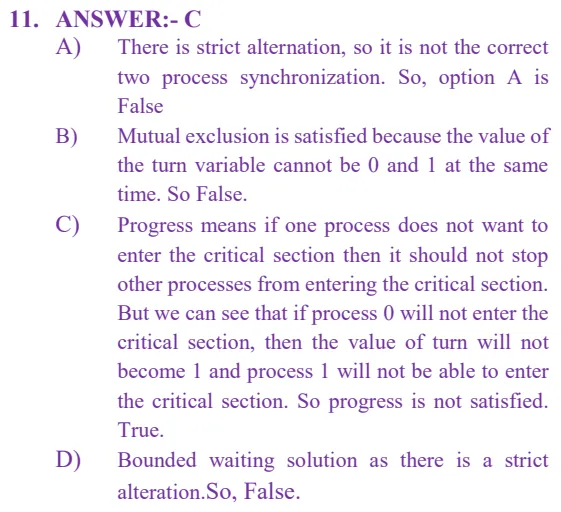 11. ANSWER:- C
A) There is strict alternation, so it is not the correct
two process synchronization. So, option A is
False
B) Mutual exclusion is satisfied because the value of
the turn variable cannot be 0 and 1 at the same
time. So False.
C) Progress means if one process does not want to
enter the critical section then it should not stop
other processes from entering the critical section.
But we can see that if process 0 will not enter the
critical section, then the value of turn will not
become 1 and process 1 will not be able to enter
the critical section. So progress is not satisfied.
True.
D) Bounded waiting solution as there is a strict
alteration.So, False.